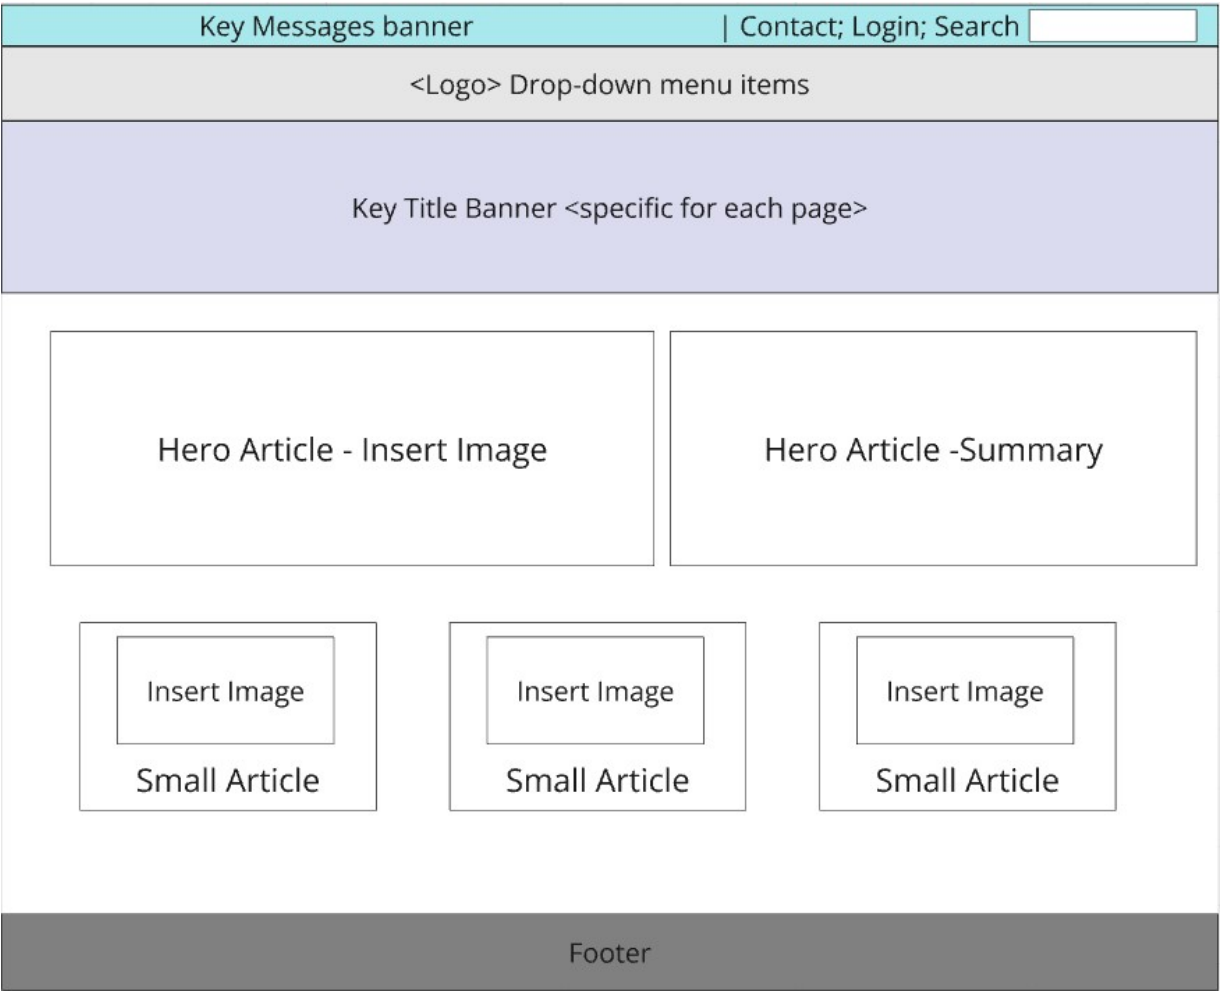 Key Messages banner | Contact; Login; Search
<Logo> Drop-down menu items
Key Title Banner <specific for each page>
Hero Article - Insert Image
Hero Article -Summary
Insert Image
Small Article
Insert Image
Small Article
Insert Image
Small Article
Footer